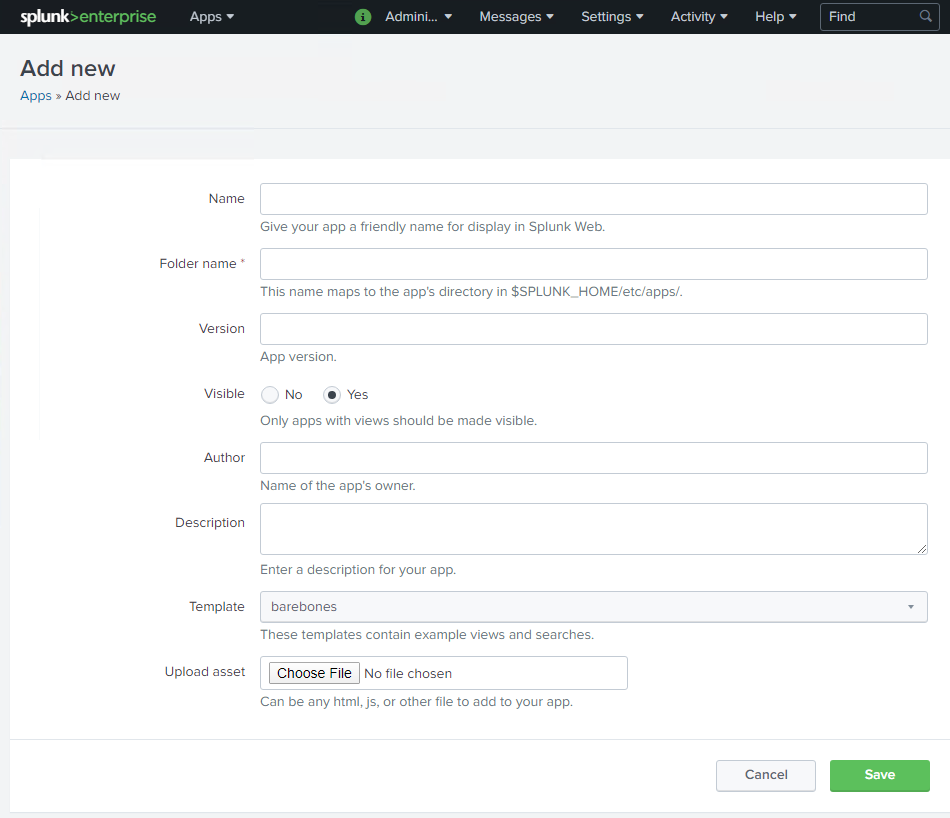 splunk>enterprise Apps i Admini... Messages Settings Activity Help Find
Add new
Apps » Add new
Name
Give your app a friendly name for display in Splunk Web.
Folder name *
This name maps to the app's directory in $SPLUNK_HOME/etc/apps/.
Version
App version.
Visible No Yes
Only apps with views should be made visible.
Author
Name of the app's owner.
Description
Enter a description for your app.
Template barebones
These templates contain example views and searches.
Upload asset Choose File No file chosen
Can be any html, js, or other file to add to your app.
Cancel Save